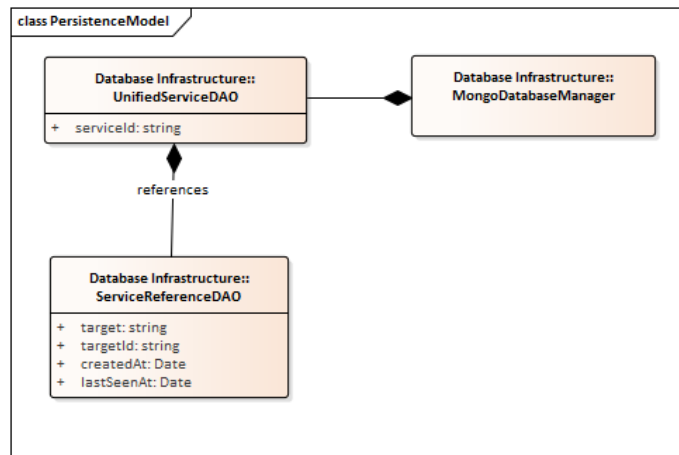 class PersistenceModel
Database Infrastructure::
UnifiedServiceDAO
+ serviceId: string
Database Infrastructure::
MongoDatabaseManager
references
Database Infrastructure::
ServiceReferenceDAO
+ target: string
+ targetId: string
+ createdAt: Date
+ lastSeenAt: Date